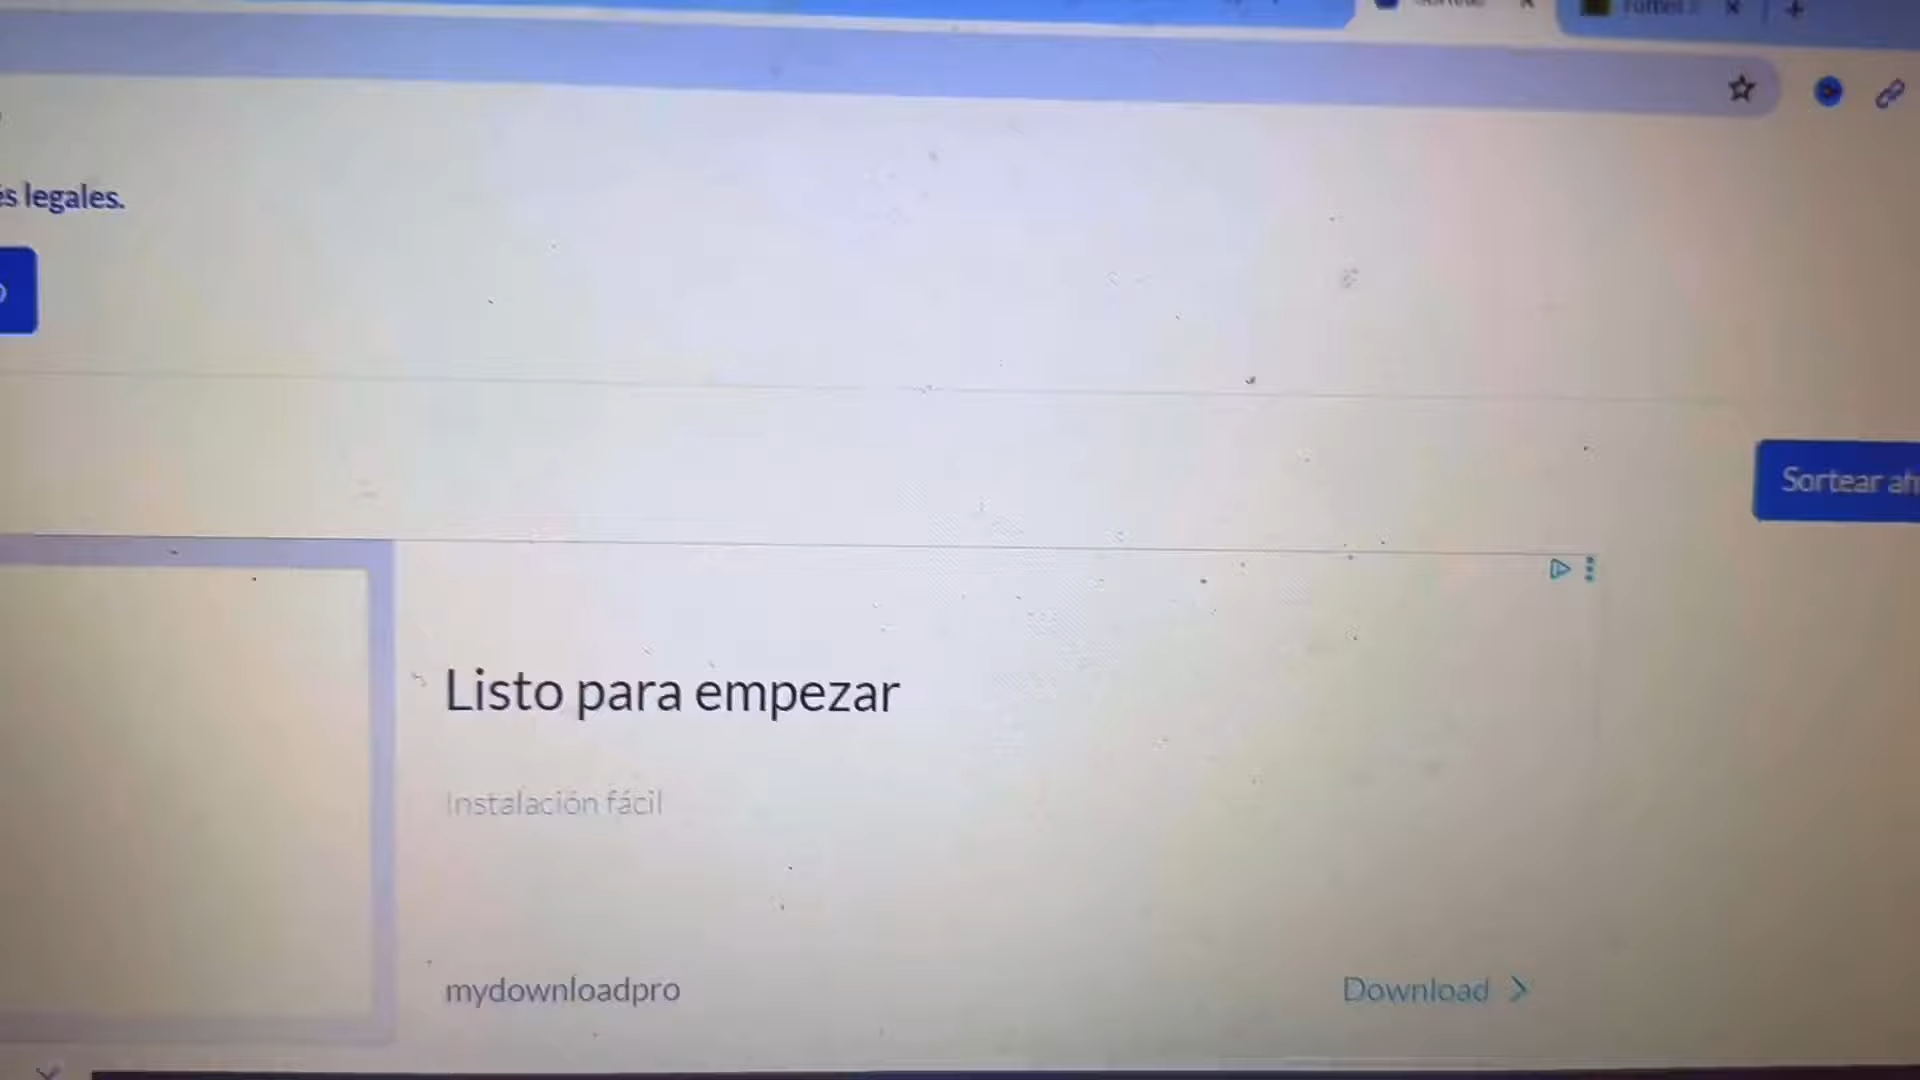 legales.
Sortear
Listo para empezar
Instalación fácil
mydownloadpro
Download